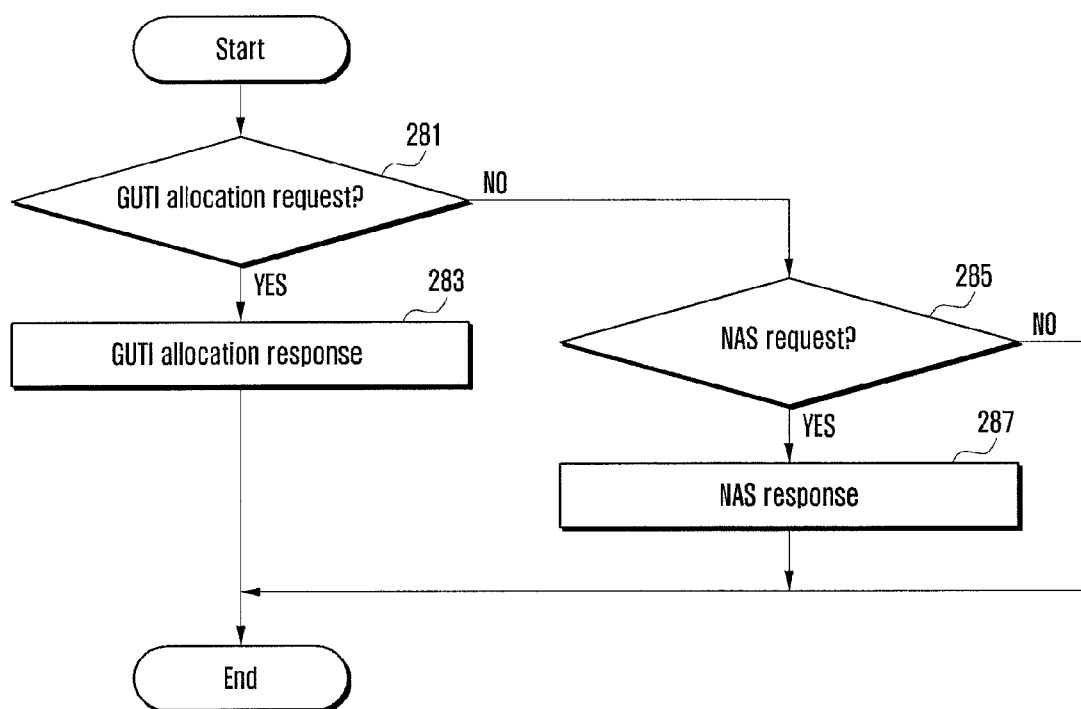 Start
281
GUTI allocation request?
NO
YES
283
GUTI allocation response
285
NAS request?
NO
YES
287
NAS response
End